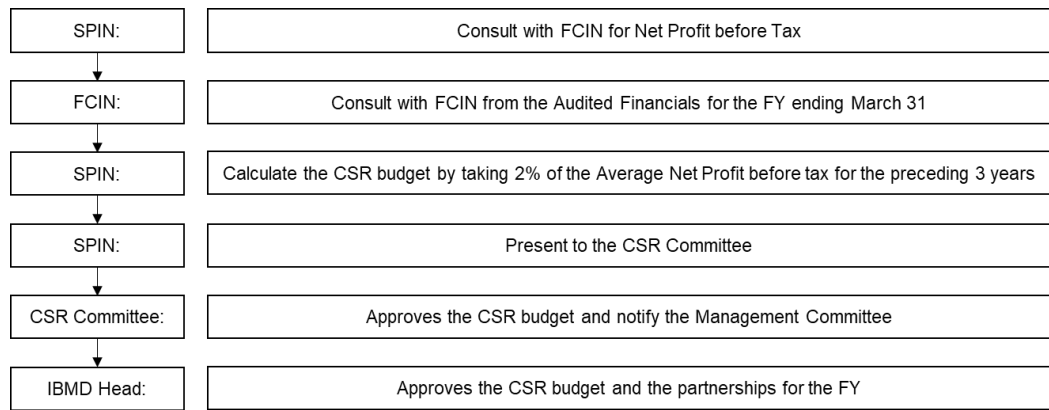 SPIN:
Consult with FCIN for Net Profit before Tax
FCIN:
Consult with FCIN from the Audited Financials for the FY ending March 31
SPIN:
Calculate the CSR budget by taking 2% of the Average Net Profit before tax for the preceding 3 years
SPIN:
Present to the CSR Committee
CSR Committee:
Approves the CSR budget and notify the Management Committee
IBMD Head:
Approves the CSR budget and the partnerships for the FY